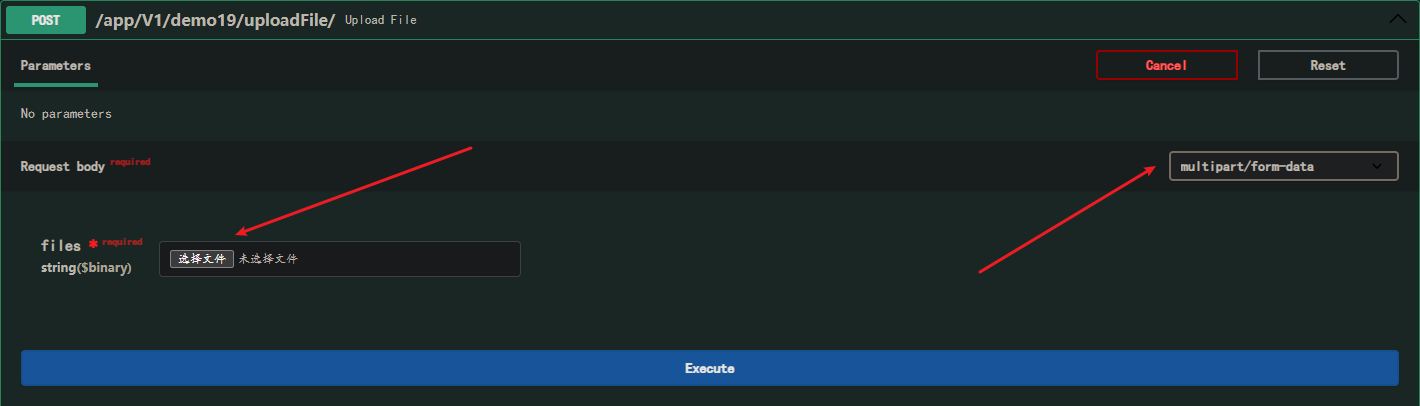 POST /app/V1/demo19/uploadFile/ Upload File
Parameters
Cancel
Reset
No parameters
Request body required
multipart/form-data
files * required
string($binary)
选择文件 未选择文件
Execute